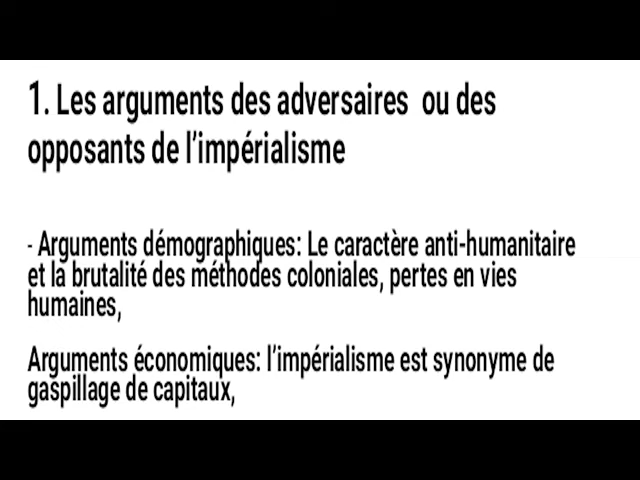 1. Les arguments des adversaires ou des
opposants de l'impérialisme
- Arguments démographiques: Le caractère anti-humanitaire
et la brutalité des méthodes coloniales, pertes en vies
humaines,
Arguments économiques: l'impérialisme est synonyme de
gaspillage de capitaux,